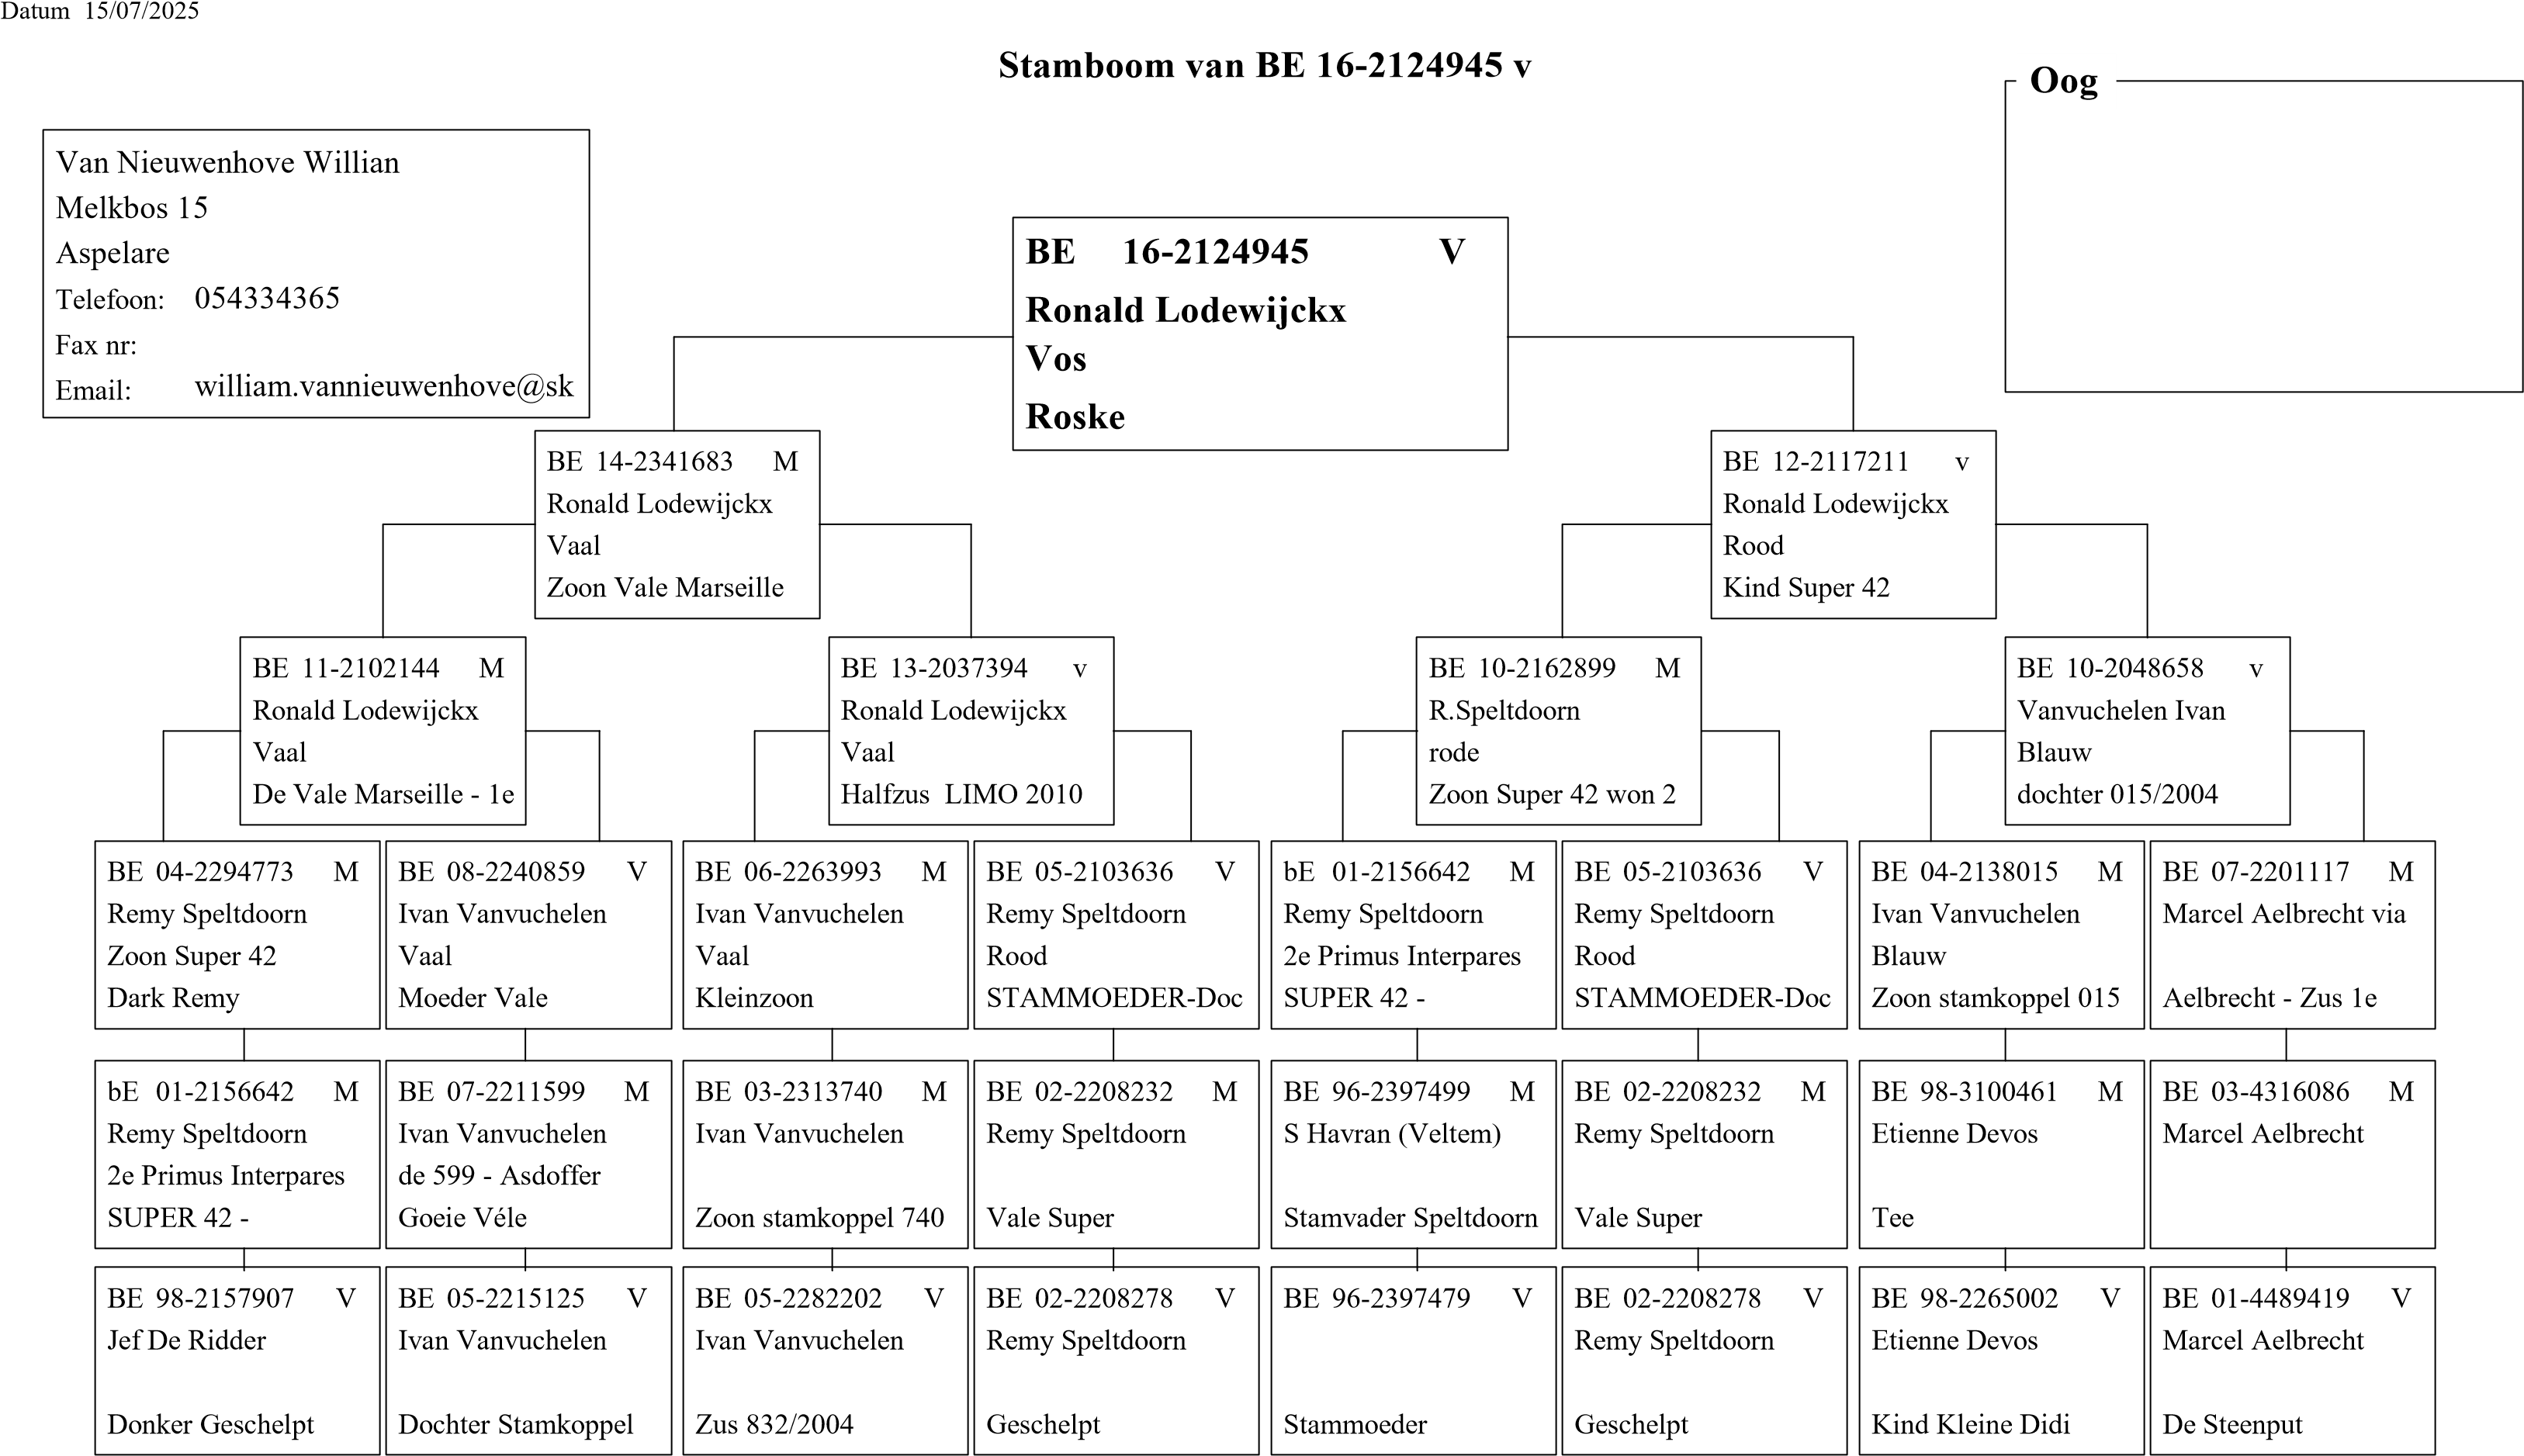 Datum 15/07/2025
Stamboom van BE 16-2124945 v
Oog
Van Nieuwenhove Willian
Melkbos 15
Aspelare
Telefoon: 054334365
Fax nr:
Email: william.vannieuwenhove@sk
BE 16-2124945 V
Ronald Lodewijckx
Vos
Roske
BE 14-2341683 M
Ronald Lodewijckx
Vaal
Zoon Vale Marseille
BE 12-2117211 v
Ronald Lodewijckx
Rood
Kind Super 42
BE 11-2102144 M
Ronald Lodewijckx
Vaal
De Vale Marseille - 1e
BE 13-2037394 v
Ronald Lodewijckx
Vaal
Halfzus LIMO 2010
BE 10-2162899 M
R.Speltdoorn
rode
Zoon Super 42 won 2
BE 10-2048658 v
Vanvuchelen Ivan
Blauw
dochter 015/2004
BE 04-2294773 M
Remy Speltdoorn
Zoon Super 42
Dark Remy
BE 08-2240859 V
Ivan Vanvuchelen
Vaal
Moeder Vale
BE 06-2263993 M
Ivan Vanvuchelen
Vaal
Kleinzoon
BE 05-2103636 V
Remy Speltdoorn
Rood
STAMMOEDER-Doc
bE 01-2156642 M
Remy Speltdoorn
2e Primus Interpares
SUPER 42 -
BE 05-2103636 V
Remy Speltdoorn
Rood
STAMMOEDER-Doc
BE 04-2138015 M
Ivan Vanvuchelen
Blauw
Zoon stamkoppel 015
BE 07-2201117 M
Marcel Aelbrecht via
Aelbrecht - Zus 1e
bE 01-2156642 M
Remy Speltdoorn
2e Primus Interpares
SUPER 42 -
BE 07-2211599 M
Ivan Vanvuchelen
de 599 - Asdoffer
Goeie Véle
BE 03-2313740 M
Ivan Vanvuchelen
Zoon stamkoppel 740
BE 02-2208232 M
Remy Speltdoorn
Vale Super
BE 96-2397499 M
S Havran (Veltem)
Stamvader Speltdoorn
BE 02-2208232 M
Remy Speltdoorn
Vale Super
BE 98-3100461 M
Etienne Devos
Tee
BE 03-4316086 M
Marcel Aelbrecht
BE 98-2157907 V
Jef De Ridder
Donker Geschelpt
BE 05-2215125 V
Ivan Vanvuchelen
Dochter Stamkoppel
BE 05-2282202 V
Ivan Vanvuchelen
Zus 832/2004
BE 02-2208278 V
Remy Speltdoorn
Geschelpt
BE 96-2397479 V
Stammoeder
BE 02-2208278 V
Remy Speltdoorn
Geschelpt
BE 98-2265002 V
Etienne Devos
Kind Kleine Didi
BE 01-4489419 V
Marcel Aelbrecht
De Steenput